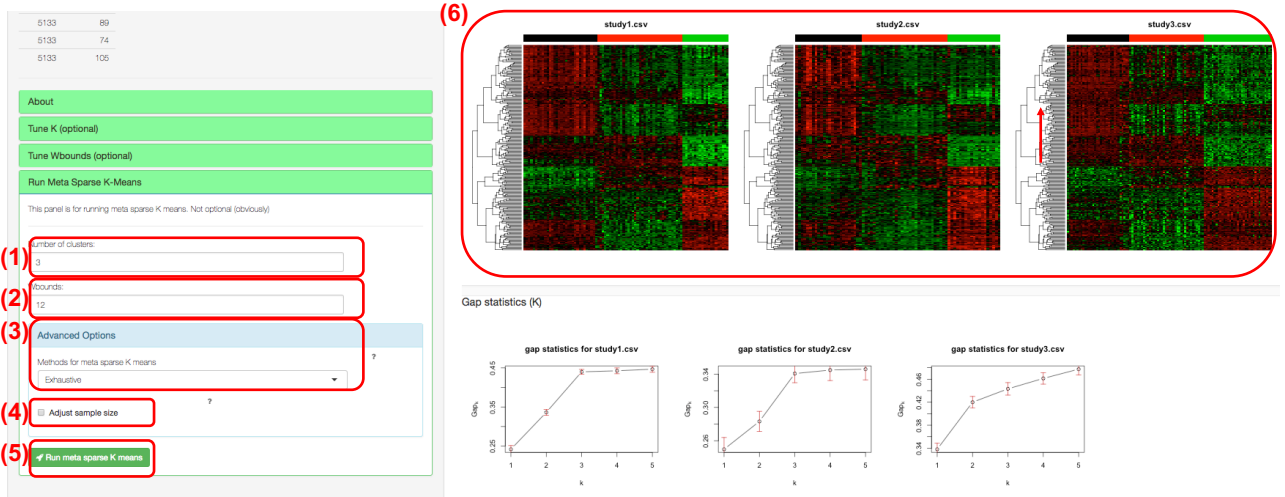 5133 89
5133 74
5133 105
About
Tune K (optional)
Tune Wbounds (optional)
Run Meta Sparse K-Means
This panel is for running meta sparse K means. Not optional (obviously)
Number of clusters:
(1)
3
Wbounds:
(2)
12
(3)
Advanced Options
?
Methods for meta sparse K means
Exhaustive
?
(4)
Adjust sample size
(5)
Run meta sparse K means
(6)
study1.csv
study2.csv
study3.csv
Gap statistics (K)
gap statistics for study1.csv
Gapk
0.45
0.35
0.25
1 2 3 4 5
k
gap statistics for study2.csv
Gapk
0.34
0.30
0.26
1 2 3 4 5
k
gap statistics for study3.csv
Gapk
0.46
0.42
0.38
0.34
1 2 3 4 5
k